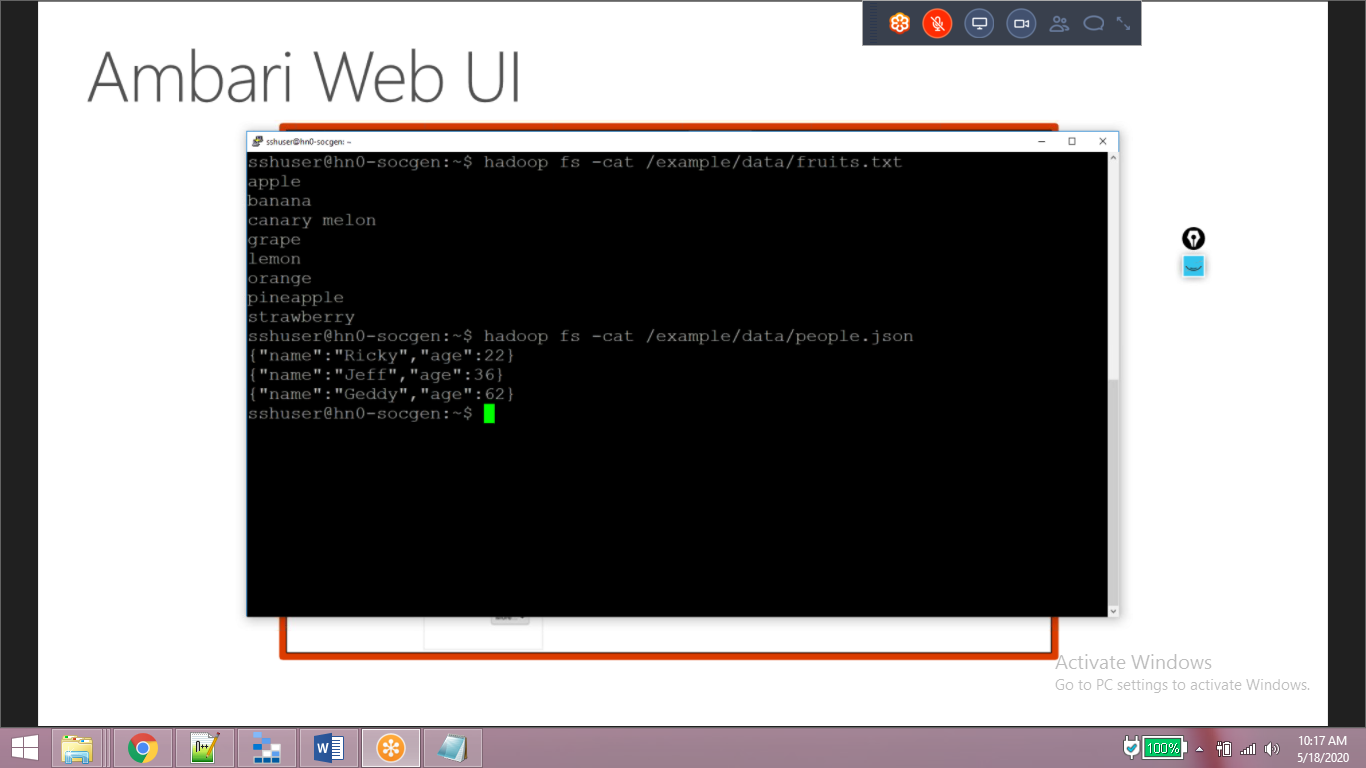 Ambari Web UI
sshuser@hn0-socgen: ~
sshuser@hn0-socgen:~$ hadoop fs -cat /example/data/fruits.txt
apple
banana
canary melon
grape
lemon
orange
pineapple
strawberry
sshuser@hn0-socgen:~$ hadoop fs -cat /example/data/people.json
{"name":"Ricky","age":22}
{"name":"Jeff","age":36}
{"name":"Geddy","age":62}
sshuser@hn0-socgen:~$
Activate Windows
Go to PC settings to activate Windows.
100%
10:17 AM
5/18/2020